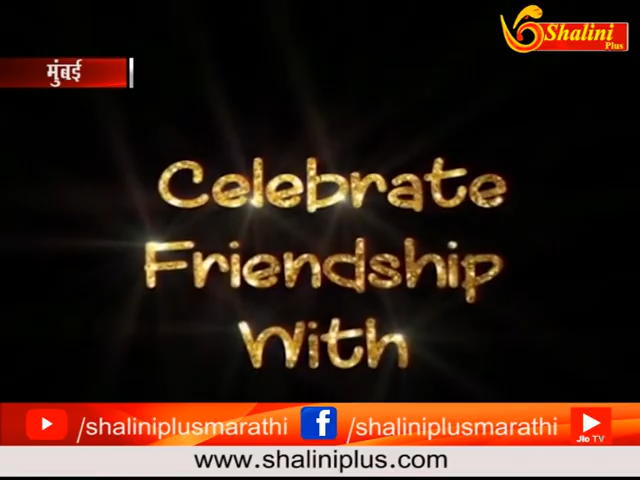 Shalini
Plus
मुंबई
Celebrate
Friendship
With
/shaliniplusmarathi
/shaliniplusmarathi
Jio TV
www.shaliniplus.com